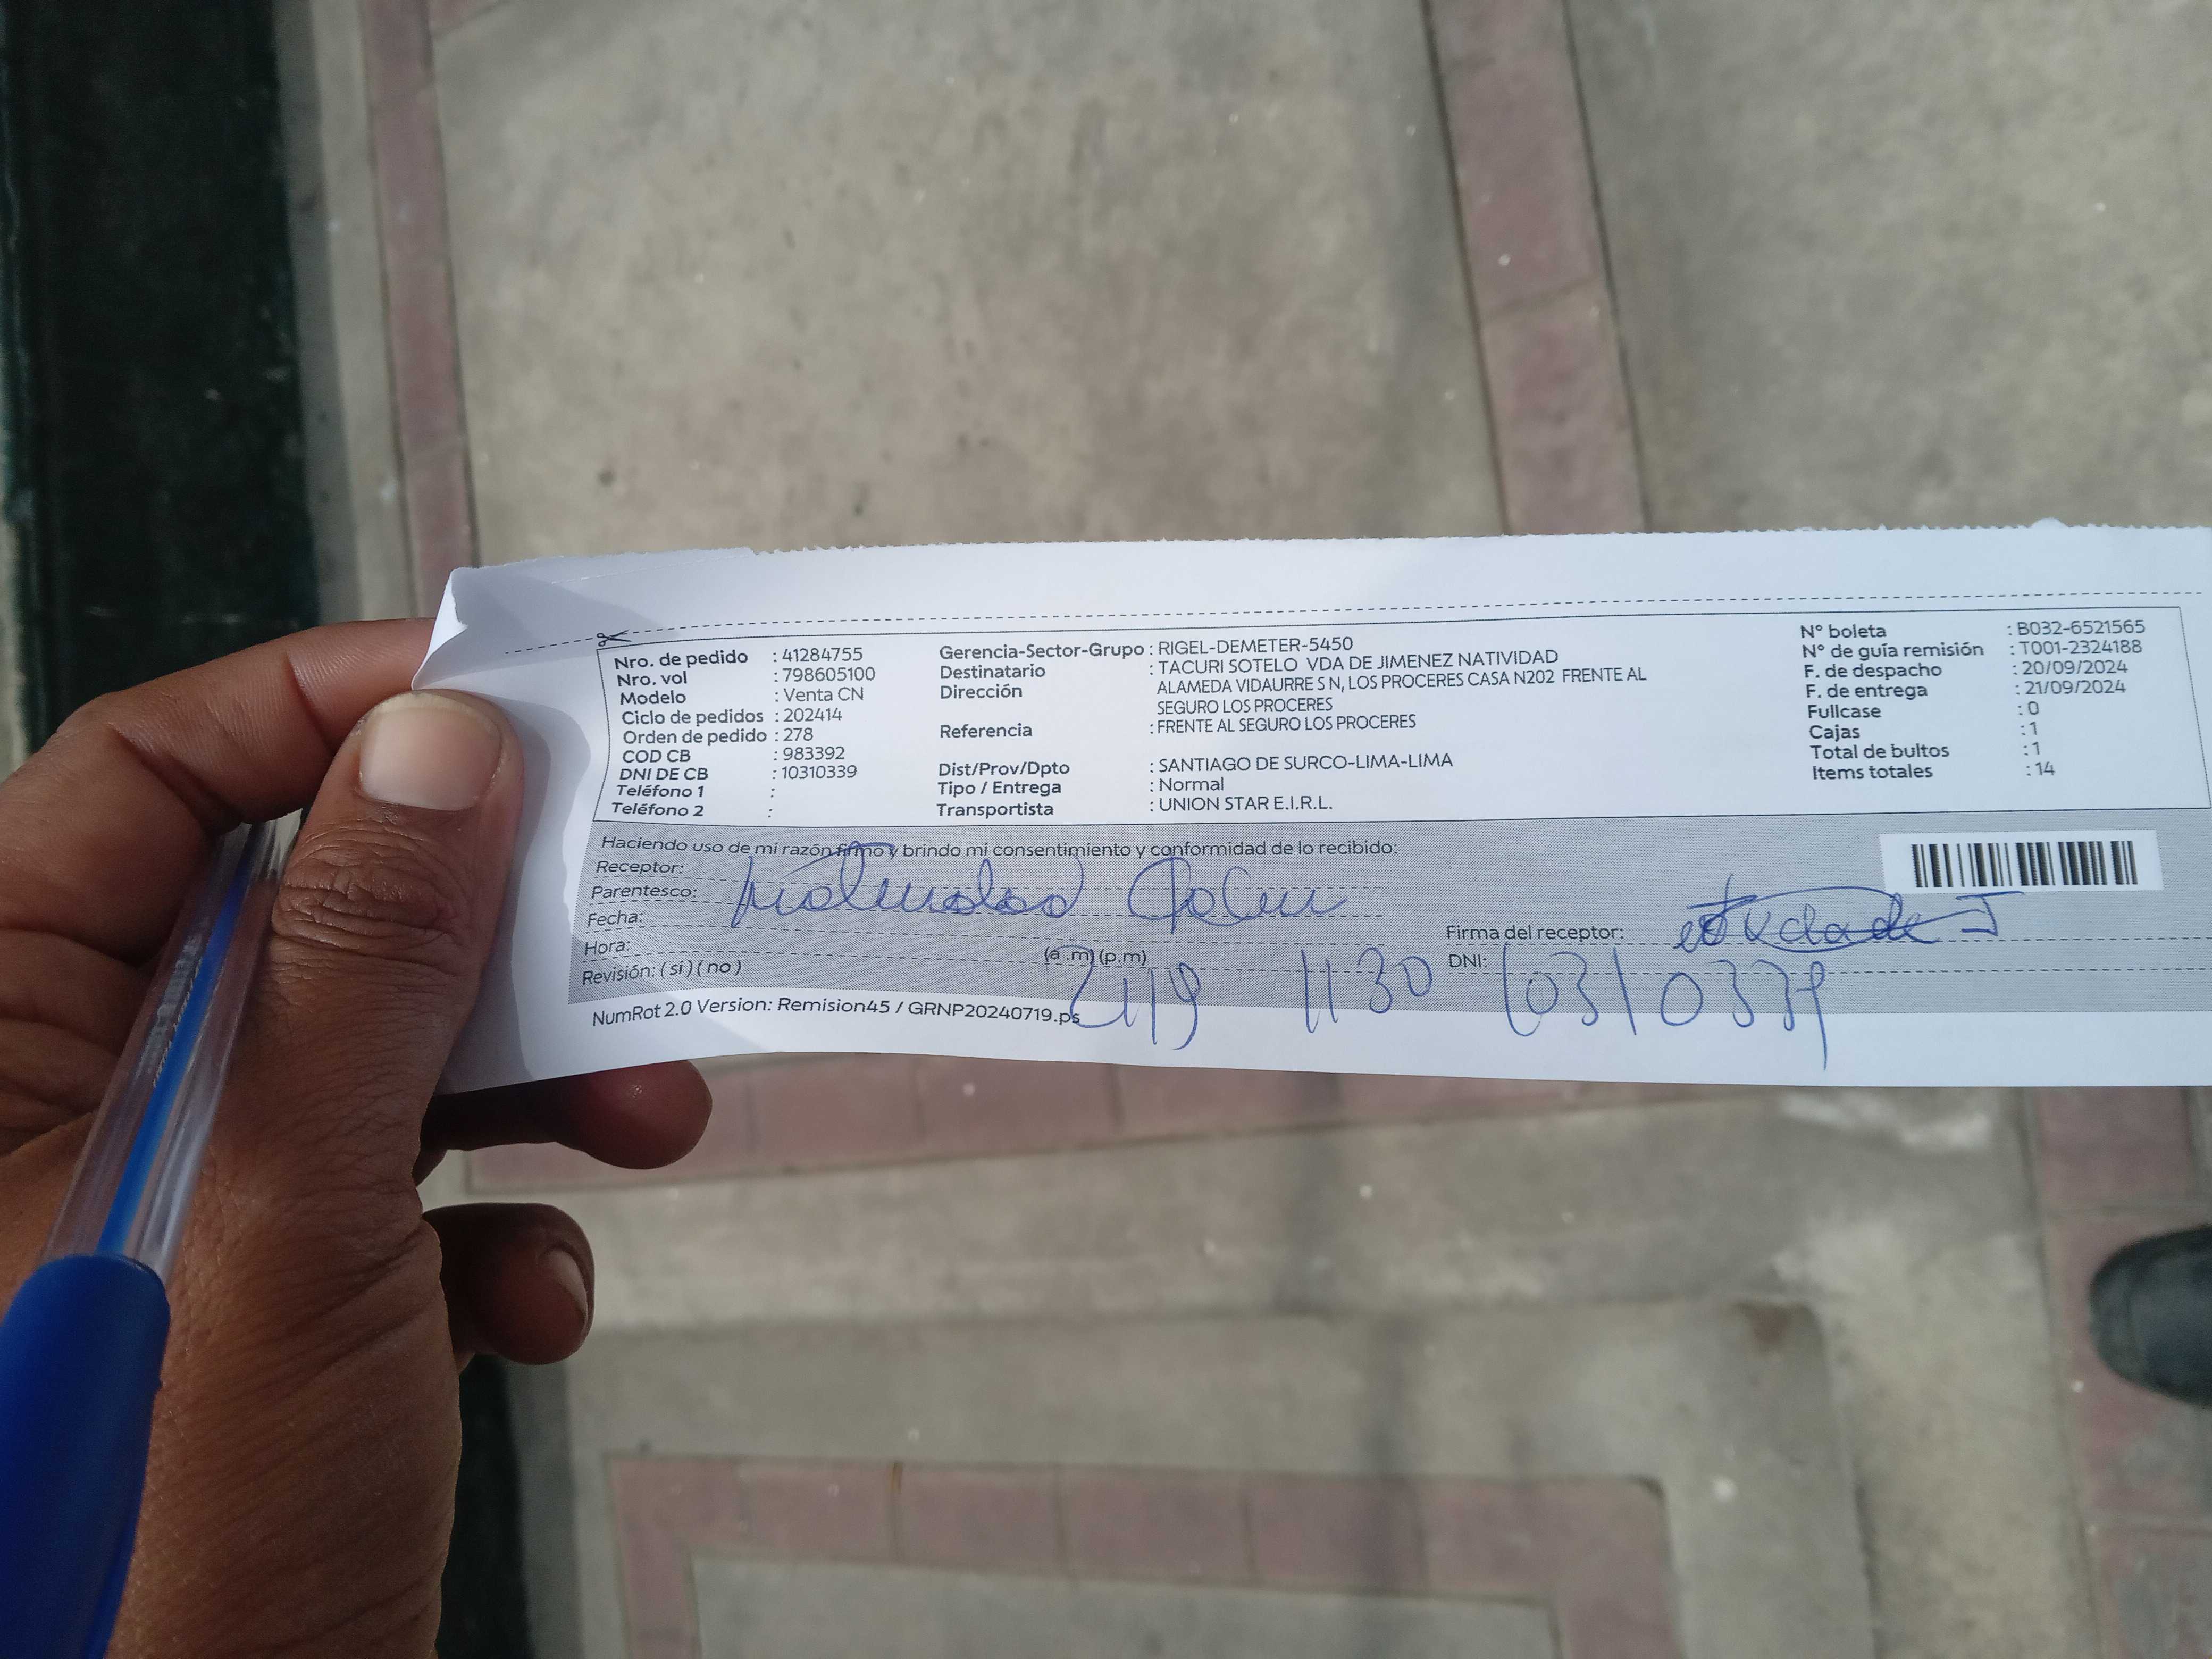 Nro. de pedido : 41284755
Nro. vol : 798605100
Modelo : Venta CN
Ciclo de pedidos : 202414
Orden de pedido : 278
COD CB : 983392
DNI DE CB : 10310339
Teléfono 1 :
Teléfono 2 :
Gerencia-Sector-Grupo : RIGEL-DEMETER-5450
Destinatario : TACURI SOTELO VDA DE JIMENEZ NATIVIDAD
Dirección ALAMEDA VIDAURRE S N, LOS PROCERES CASA N202 FRENTE AL
SEGURO LOS PROCERES
Referencia : FRENTE AL SEGURO LOS PROCERES
Dist/Prov/Dpto : SANTIAGO DE SURCO-LIMA-LIMA
Tipo / Entrega : Normal
Transportista : UNION STAR E.I.R.L.
N° boleta : B032-6521565
N° de guía remisión : T001-2324188
F. de despacho : 20/09/2024
F. de entrega : 21/09/2024
Fullcase : 0
Cajas : 1
Total de bultos : 1
Items totales : 14
Haciendo uso de mi razón firmo y brindo mi consentimiento y conformidad de lo recibido:
Receptor:
Parentesco:
Fecha:
Hora: (a.m) (p.m)
Revisión: ( si ) ( no )
Firma del receptor:
DNI:
2119 1130 10310339
NumRot 2.0 Version: Remision45 / GRNP20240719.ps